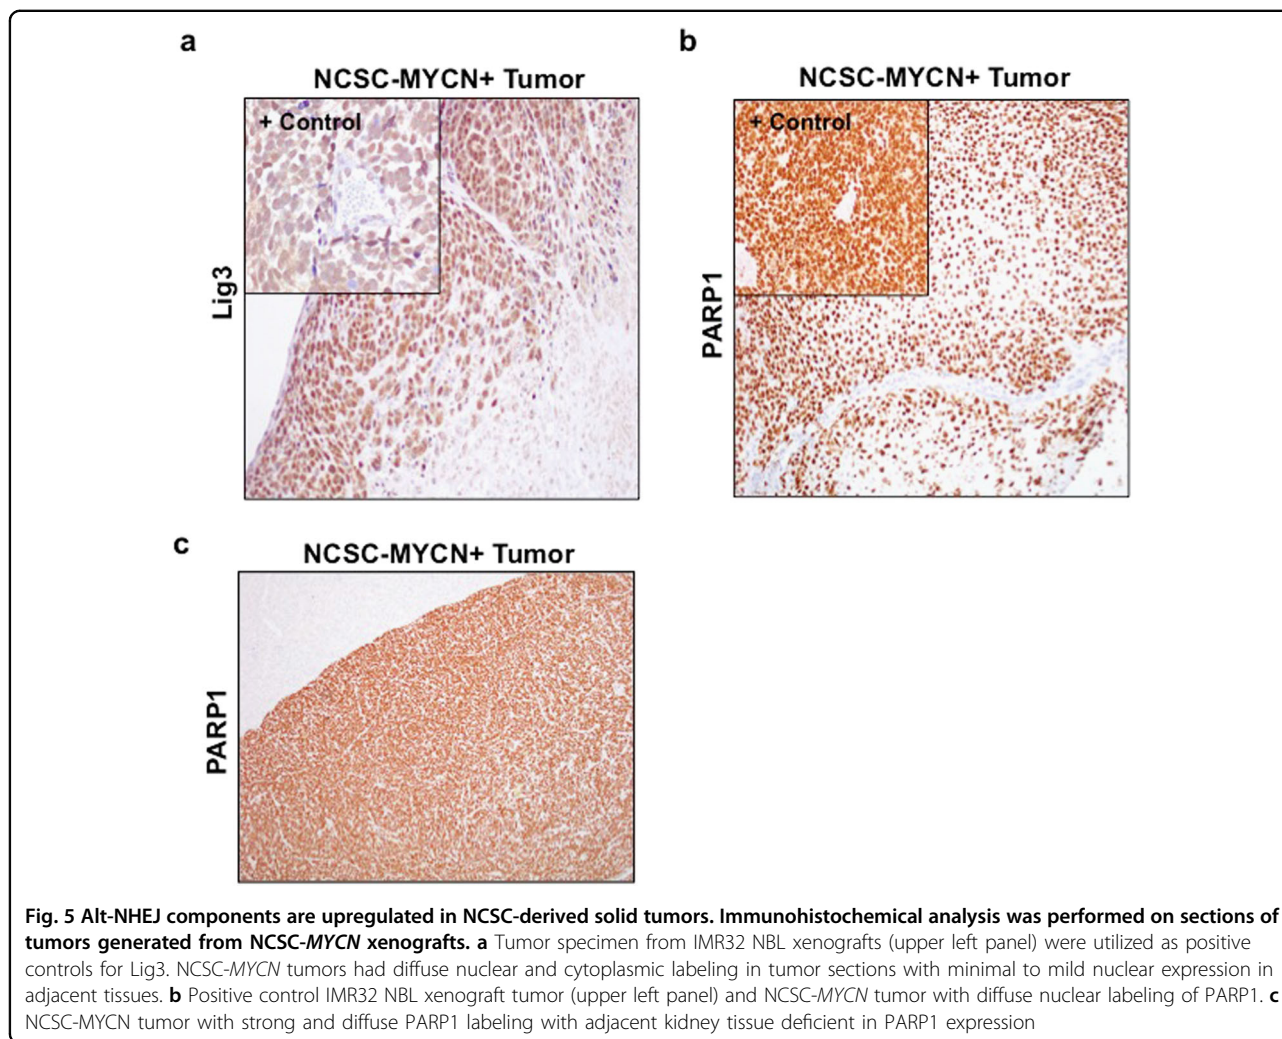 a
NCSC-MYCN+ Tumor
+ Control
Lig3
b
NCSC-MYCN+ Tumor
+ Control
PARP1
c
NCSC-MYCN+ Tumor
PARP1
Fig. 5 Alt-NHEJ components are upregulated in NCSC-derived solid tumors. Immunohistochemical analysis was performed on sections of
tumors generated from NCSC-MYCN xenografts. a Tumor specimen from IMR32 NBL xenografts (upper left panel) were utilized as positive
controls for Lig3. NCSC-MYCN tumors had diffuse nuclear and cytoplasmic labeling in tumor sections with minimal to mild nuclear expression in
adjacent tissues. b Positive control IMR32 NBL xenograft tumor (upper left panel) and NCSC-MYCN tumor with diffuse nuclear labeling of PARP1. c
NCSC-MYCN tumor with strong and diffuse PARP1 labeling with adjacent kidney tissue deficient in PARP1 expression